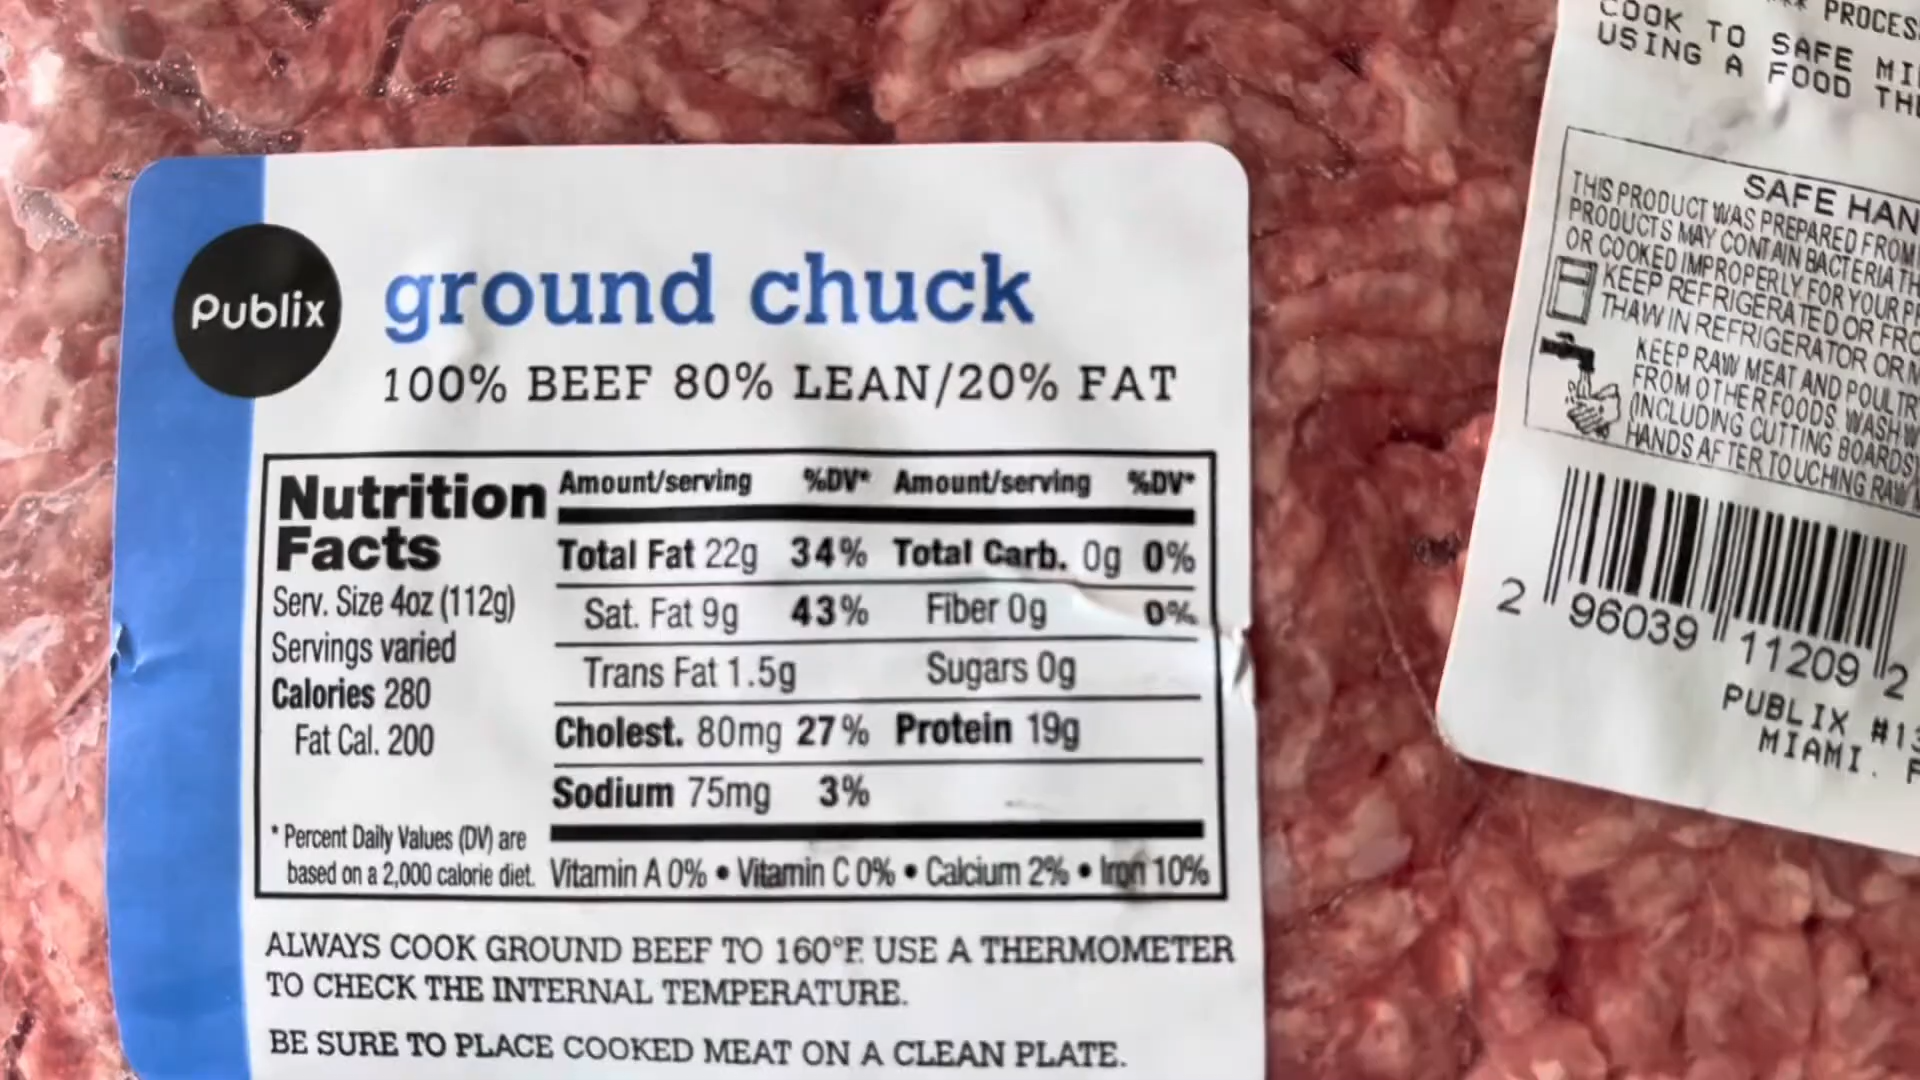 Publix
ground chuck
100% BEEF 80% LEAN/20% FAT
Nutrition
Facts
Serv. Size 4oz (112g)
Servings varied
Calories 280
Fat Cal. 200
* Percent Daily Values (DV) are
based on a 2,000 calorie diet.
Amount/serving %DV* Amount/serving %DV*
Total Fat 22g 34% Total Carb. 0g 0%
Sat. Fat 9g 43% Fiber 0g 0%
Trans Fat 1.5g Sugars 0g
Cholest. 80mg 27% Protein 19g
Sodium 75mg 3%
Vitamin A 0% • Vitamin C 0% • Calcium 2% • Iron 10%
ALWAYS COOK GROUND BEEF TO 160°F. USE A THERMOMETER
TO CHECK THE INTERNAL TEMPERATURE.
BE SURE TO PLACE COOKED MEAT ON A CLEAN PLATE.
COOK TO SAFE
USING A FOOD
SAFE
THIS PRODUCT WAS PREPARED FROM
PRODUCTS MAY CONTAIN BACTERIA
OR COOKED IMPROPERLY FOR YOUR
KEEP REFRIGERATED OR
THAW IN REFRIGERATOR OR
KEEP RAW MEAT AND
FROM OTHER FOODS. WASH
(INCLUDING CUTTING BOARDS)
HANDS AFTER TOUCHING RAW
2 96039 11209 2
PUBLIX
MIAMI.